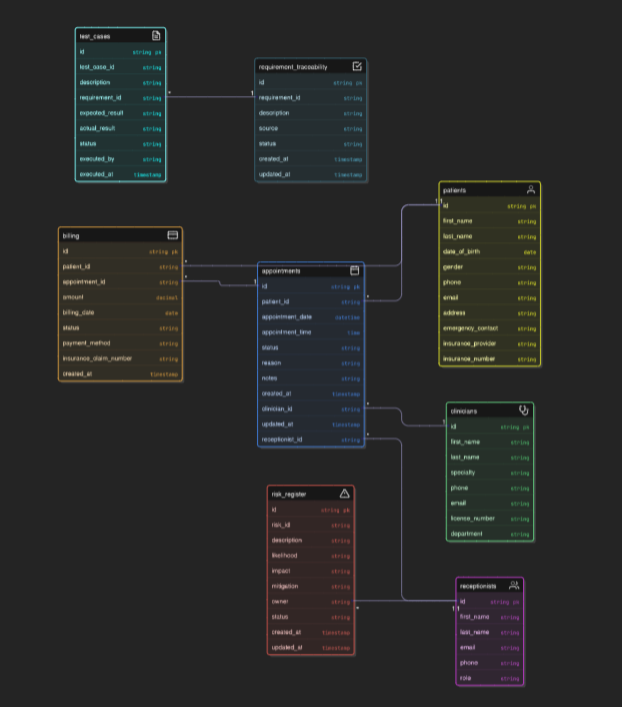 test_cases
id string pk
test_case_id string
description string
requirement_id string
expected_result string
actual_result string
status string
executed_by string
executed_at timestamp
requirement_traceability
id string pk
requirement_id string
description string
source string
status string
created_at timestamp
updated_at timestamp
* 1
patients
id string pk
first_name string
last_name string
date_of_birth date
gender string
phone string
email string
address string
emergency_contact string
insurance_provider string
insurance_number string
billing
id string pk
patient_id string
appointment_id string
amount decimal
billing_date date
status string
payment_method string
insurance_claim_number string
created_at timestamp
appointments
id string pk
patient_id string
appointment_date datetime
appointment_time time
status string
reason string
notes string
created_at timestamp
clinician_id string
updated_at timestamp
receptionist_id string
clinicians
id string pk
first_name string
last_name string
specialty string
phone string
email string
license_number string
department string
risk_register
id string pk
risk_id string
description string
likelihood string
impact string
mitigation string
owner string
status string
created_at timestamp
updated_at timestamp
receptionists
id string pk
1 1
first_name string
last_name string
email string
phone string
role string